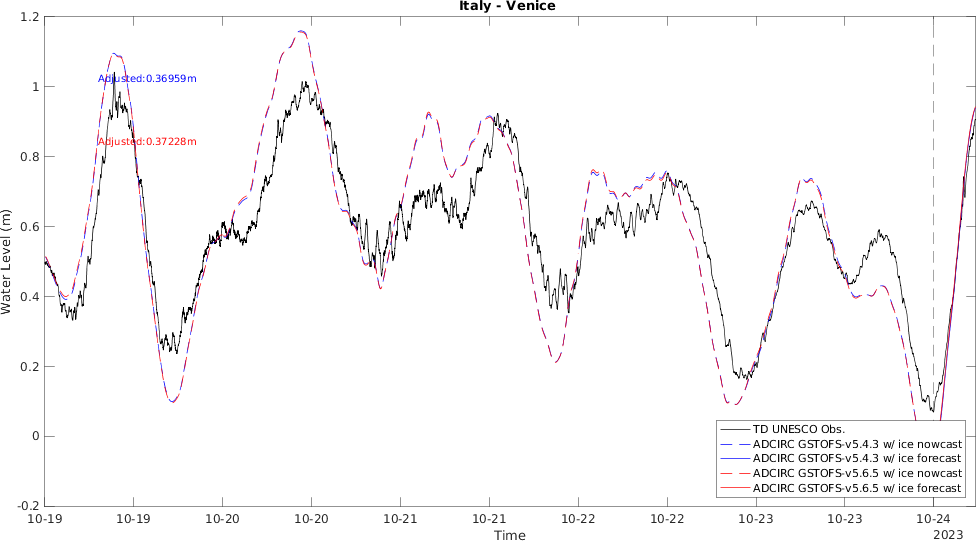 Italy - Venice
1.2
1
0.8
0.6
0.4
0.2
0
-0.2
Water Level (m)
Adjusted:0.36959m
Adjusted:0.37228m
TD UNESCO Obs.
ADCIRC GSTOFS-v5.4.3 w/ ice nowcast
ADCIRC GSTOFS-v5.4.3 w/ ice forecast
ADCIRC GSTOFS-v5.6.5 w/ ice nowcast
ADCIRC GSTOFS-v5.6.5 w/ ice forecast
10-19 10-19 10-20 10-20 10-21 10-21 10-22 10-22 10-23 10-23 10-24
2023
Time